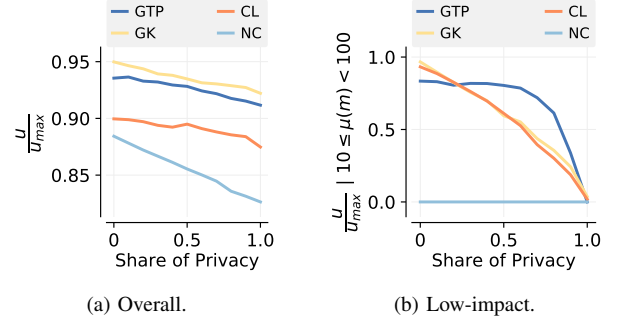 GTP CL
GK NC
0.95
0.90
0.85
u/u_max
0 0.5 1.0
Share of Privacy
(a) Overall.
GTP CL
GK NC
1.0
0.5
0.0
u/u_max | 10 ≤ μ(m) < 100
0 0.5 1.0
Share of Privacy
(b) Low-impact.